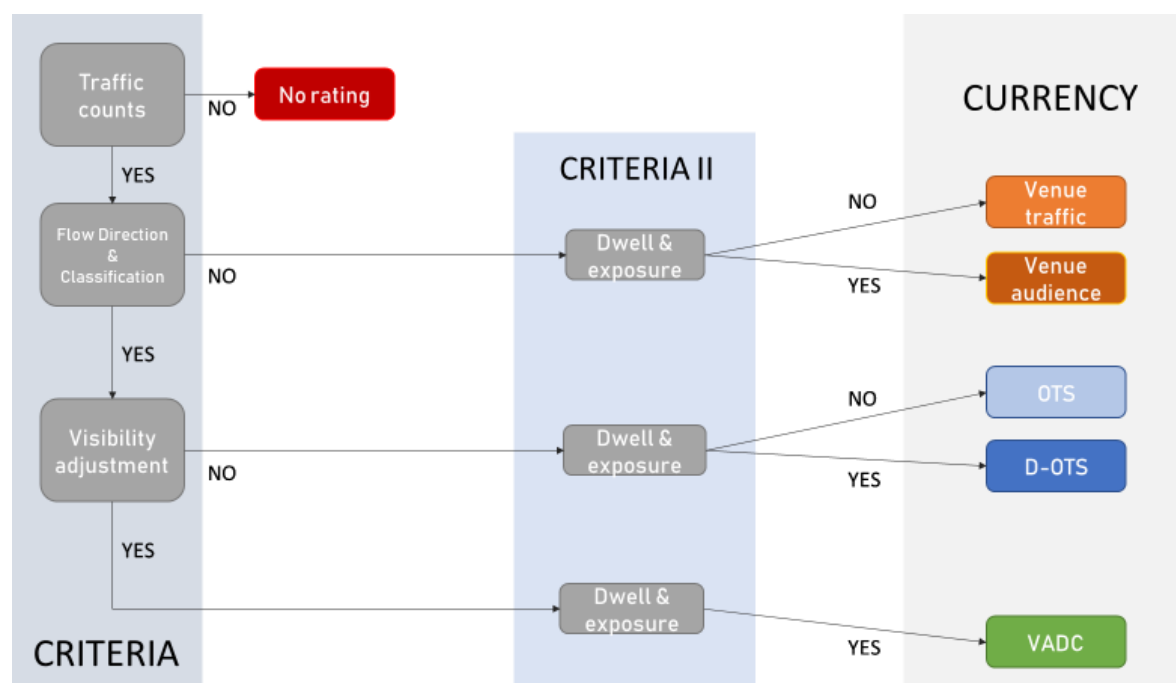 Traffic
counts
NO
No rating
CURRENCY
YES
CRITERIA II
Flow Direction
&
Classification
NO
Dwell &
exposure
NO
Venue
traffic
YES
Venue
audience
YES
Visibility
adjustment
NO
Dwell &
exposure
NO
OTS
YES
D-OTS
YES
Dwell &
exposure
YES
VADC
CRITERIA